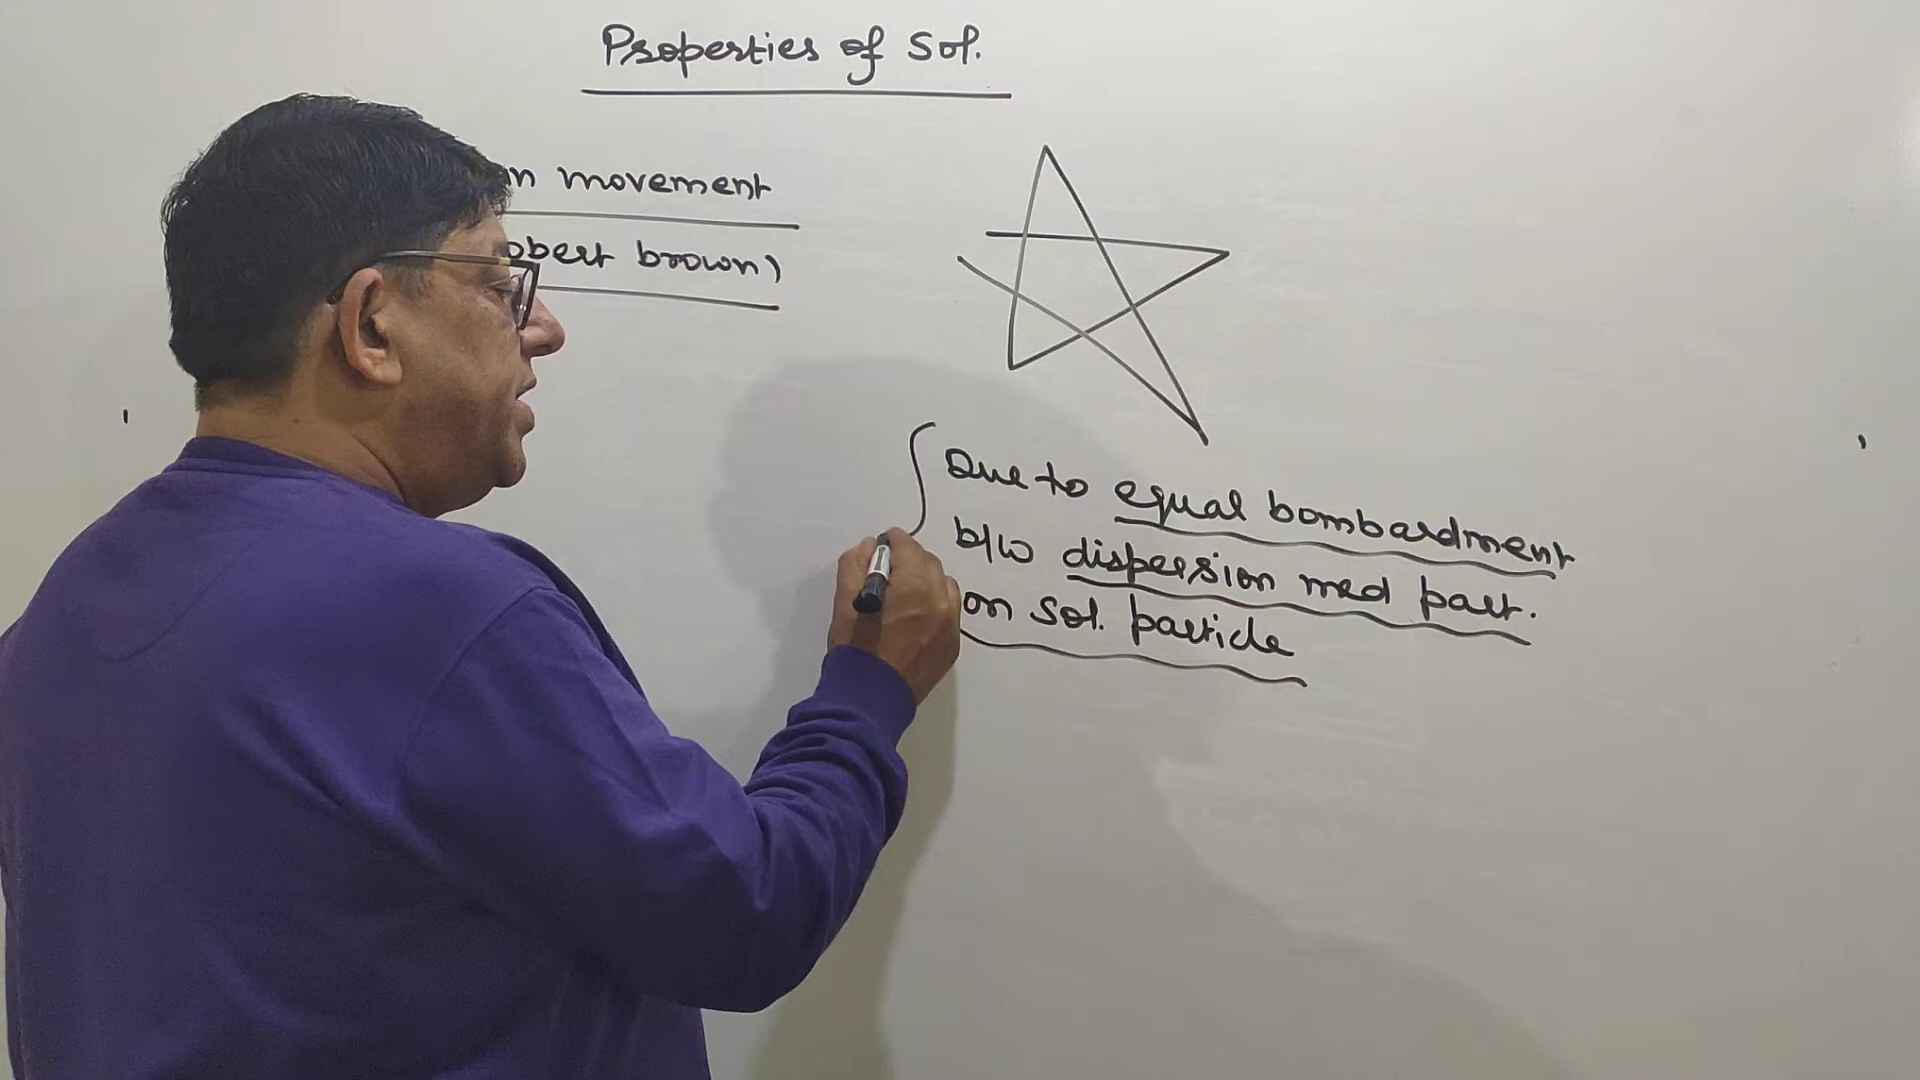 Properties of Sol.
n movement
obert brown)
Due to equal bombardment
b/w dispersion med part.
on sol. particle